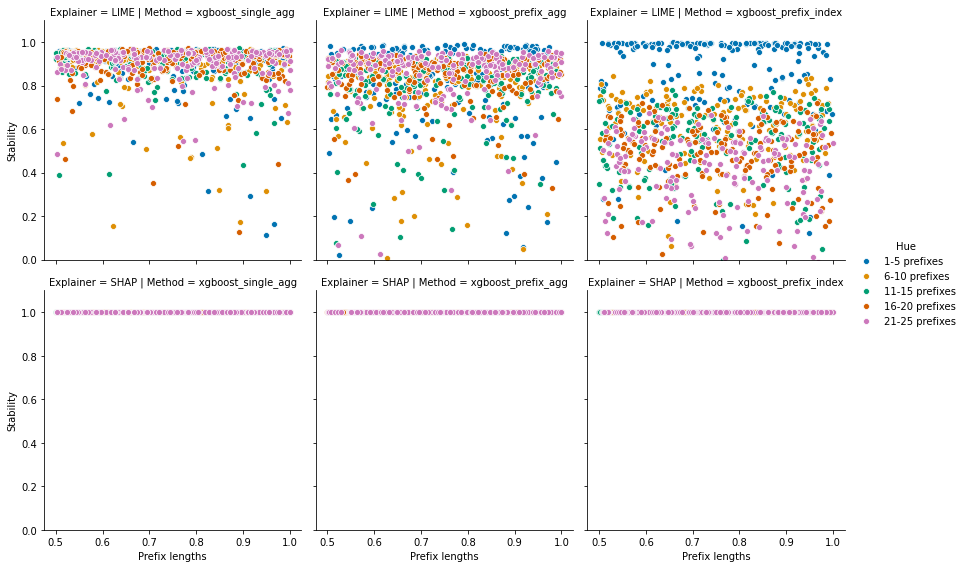 Explainer = LIME | Method = xgboost_single_agg
Explainer = LIME | Method = xgboost_prefix_agg
Explainer = LIME | Method = xgboost_prefix_index
1.0
0.8
0.6
0.4
0.2
0.0
Stability
Explainer = SHAP | Method = xgboost_single_agg
Explainer = SHAP | Method = xgboost_prefix_agg
Explainer = SHAP | Method = xgboost_prefix_index
1.0
0.8
0.6
0.4
0.2
0.0
Stability
0.5 0.6 0.7 0.8 0.9 1.0
Prefix lengths
0.5 0.6 0.7 0.8 0.9 1.0
Prefix lengths
0.5 0.6 0.7 0.8 0.9 1.0
Prefix lengths
Hue
1-5 prefixes
6-10 prefixes
11-15 prefixes
16-20 prefixes
21-25 prefixes